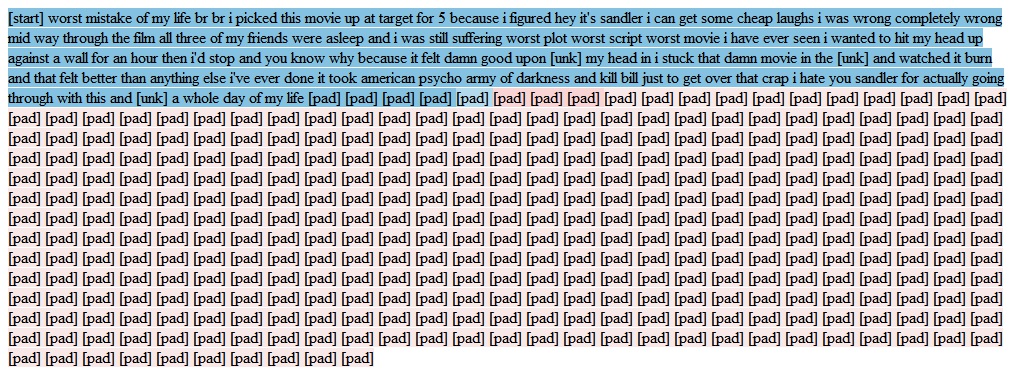 [start] worst mistake of my life br br i picked this movie up at target for 5 because i figured hey it's sandler i can get some cheap laughs i was wrong completely wrong
mid way through the film all three of my friends were asleep and i was still suffering worst plot worst script worst movie i have ever seen i wanted to hit my head up
against a wall for an hour then i'd stop and you know why because it felt damn good upon [unk] my head in i stuck that damn movie in the [unk] and watched it burn
and that felt better than anything else i've ever done it took american psycho army of darkness and kill bill just to get over that crap i hate you sandler for actually going
through with this and [unk] a whole day of my life [pad] [pad] [pad] [pad] [pad] [pad] [pad] [pad] [pad] [pad] [pad] [pad] [pad] [pad] [pad] [pad] [pad] [pad] [pad]
[pad] [pad] [pad] [pad] [pad] [pad] [pad] [pad] [pad] [pad] [pad] [pad] [pad] [pad] [pad] [pad] [pad] [pad] [pad] [pad] [pad] [pad] [pad] [pad] [pad] [pad] [pad]
[pad] [pad] [pad] [pad] [pad] [pad] [pad] [pad] [pad] [pad] [pad] [pad] [pad] [pad] [pad] [pad] [pad] [pad] [pad] [pad] [pad] [pad] [pad] [pad] [pad] [pad] [pad]
[pad] [pad] [pad] [pad] [pad] [pad] [pad] [pad] [pad] [pad] [pad] [pad] [pad] [pad] [pad] [pad] [pad] [pad] [pad] [pad] [pad] [pad] [pad] [pad] [pad] [pad] [pad]
[pad] [pad] [pad] [pad] [pad] [pad] [pad] [pad] [pad] [pad] [pad] [pad] [pad] [pad] [pad] [pad] [pad] [pad] [pad] [pad] [pad] [pad] [pad] [pad] [pad] [pad] [pad]
[pad] [pad] [pad] [pad] [pad] [pad] [pad] [pad] [pad] [pad] [pad] [pad] [pad] [pad] [pad] [pad] [pad] [pad] [pad] [pad] [pad] [pad] [pad] [pad] [pad] [pad] [pad]
[pad] [pad] [pad] [pad] [pad] [pad] [pad] [pad] [pad] [pad] [pad] [pad] [pad] [pad] [pad] [pad] [pad] [pad] [pad] [pad] [pad] [pad] [pad] [pad] [pad] [pad] [pad]
[pad] [pad] [pad] [pad] [pad] [pad] [pad] [pad] [pad] [pad] [pad] [pad] [pad] [pad] [pad] [pad] [pad] [pad] [pad] [pad] [pad] [pad] [pad] [pad] [pad] [pad] [pad]
[pad] [pad] [pad] [pad] [pad] [pad] [pad] [pad] [pad] [pad] [pad] [pad] [pad] [pad] [pad] [pad] [pad] [pad] [pad] [pad] [pad] [pad] [pad] [pad] [pad] [pad] [pad]
[pad] [pad] [pad] [pad] [pad] [pad] [pad] [pad] [pad] [pad] [pad] [pad] [pad] [pad] [pad] [pad] [pad] [pad] [pad] [pad] [pad] [pad] [pad] [pad] [pad] [pad] [pad]
[pad] [pad] [pad] [pad] [pad] [pad] [pad] [pad] [pad] [pad] [pad] [pad] [pad] [pad] [pad] [pad] [pad] [pad] [pad] [pad] [pad] [pad] [pad] [pad] [pad] [pad] [pad]
[pad] [pad] [pad] [pad] [pad] [pad] [pad] [pad] [pad] [pad] [pad] [pad] [pad] [pad] [pad] [pad] [pad] [pad] [pad] [pad] [pad] [pad] [pad] [pad] [pad] [pad] [pad]
[pad] [pad] [pad] [pad] [pad] [pad] [pad] [pad] [pad] [pad] [pad] [pad] [pad] [pad] [pad] [pad] [pad] [pad] [pad] [pad] [pad] [pad] [pad] [pad] [pad] [pad] [pad]
[pad] [pad] [pad] [pad] [pad] [pad] [pad] [pad] [pad] [pad]